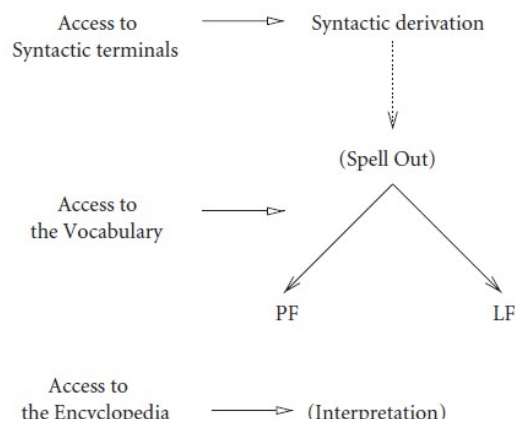 Access to
Syntactic terminals
Syntactic derivation
(Spell Out)
Access to
the Vocabulary
PF
LF
Access to
the Encyclopedia
(Interpretation)